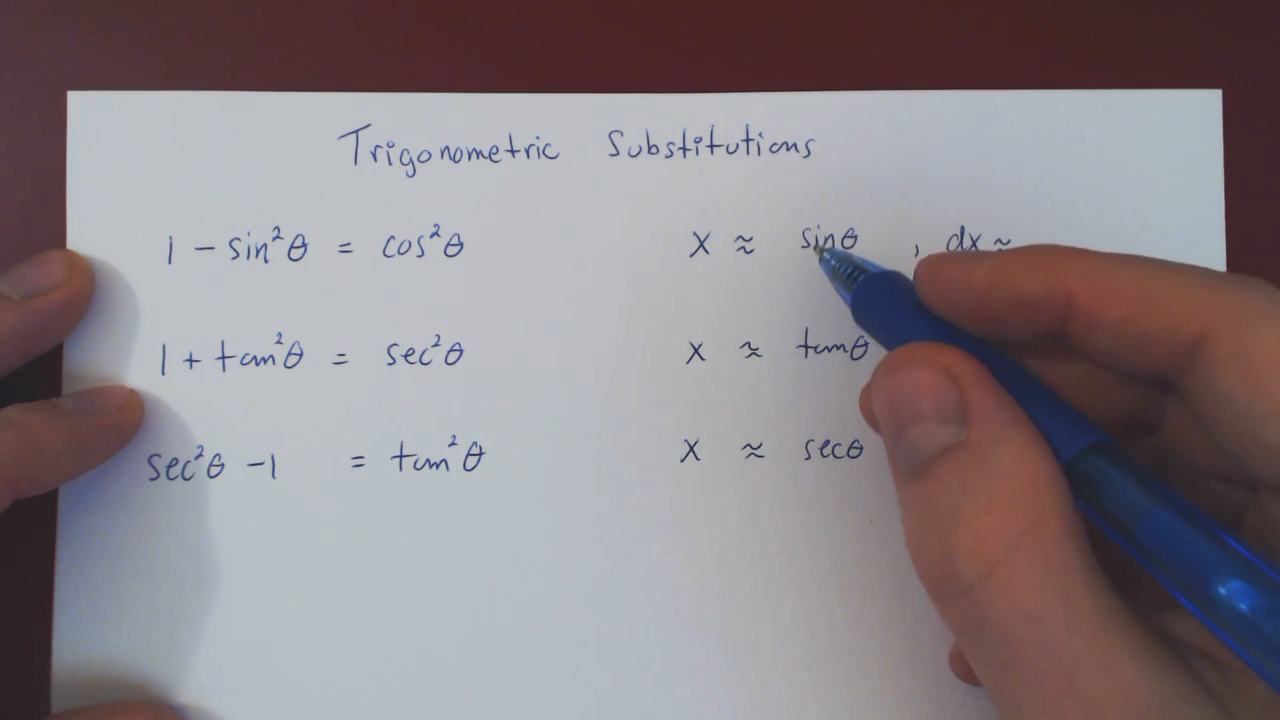 Trigonometric Substitutions
1 - sin²θ = cos²θ x ≈ sinθ , dx ≈
1 + tan²θ = sec²θ x ≈ tanθ
sec²θ - 1 = tan²θ x ≈ secθ